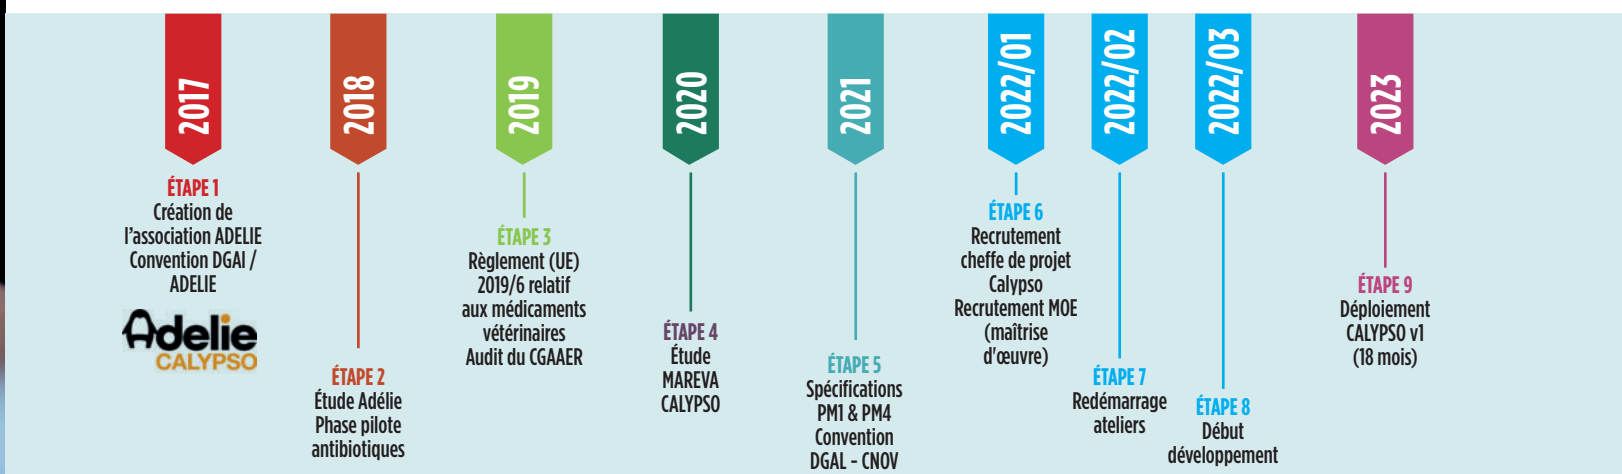 2017
ÉTAPE 1
Création de
l'association ADELIE
Convention DGAI /
ADELIE
Adelie
CALYPSO
2018
ÉTAPE 2
Étude Adélie
Phase pilote
antibiotiques
2019
ÉTAPE 3
Règlement (UE)
2019/6 relatif
aux médicaments
vétérinaires
Audit du CGAAER
2020
ÉTAPE 4
Étude
MAREVA
CALYPSO
2021
ÉTAPE 5
Spécifications
PM1 & PM4
Convention
DGAL - CNOV
2022/01
ÉTAPE 6
Recrutement
cheffe de projet
Calypso
Recrutement MOE
(maîtrise
d'œuvre)
2022/02
ÉTAPE 7
Redémarrage
ateliers
2022/03
ÉTAPE 8
Début
développement
2023
ÉTAPE 9
Déploiement
CALYPSO v1
(18 mois)